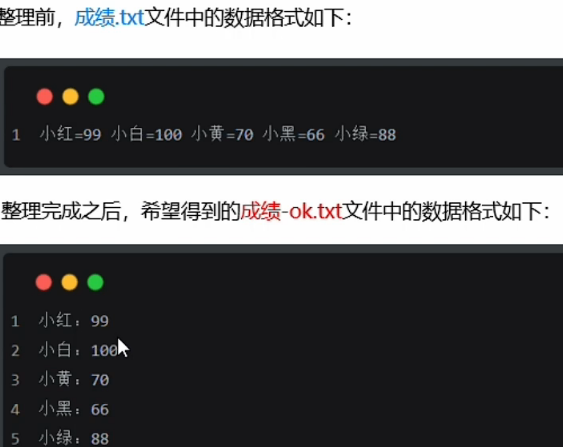 整理前，成绩.txt文件中的数据格式如下：
1 小红=99 小白=100 小黄=70 小黑=66 小绿=88
整理完成之后，希望得到的成绩-ok.txt文件中的数据格式如下：
1 小红：99
2 小白：100
3 小黄：70
4 小黑：66
5 小绿：88